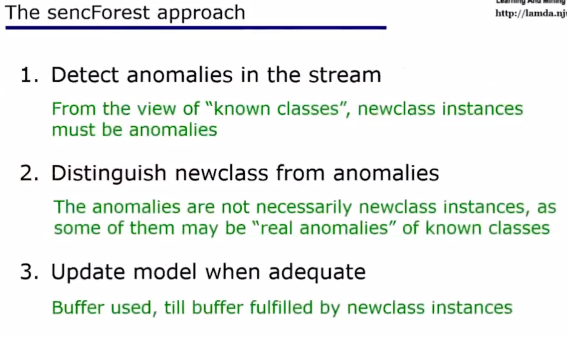 The sencForest approach
Learning And Mining
http://lamda.nj
1. Detect anomalies in the stream
From the view of "known classes", newclass instances
must be anomalies
2. Distinguish newclass from anomalies
The anomalies are not necessarily newclass instances, as
some of them may be "real anomalies" of known classes
3. Update model when adequate
Buffer used, till buffer fulfilled by newclass instances